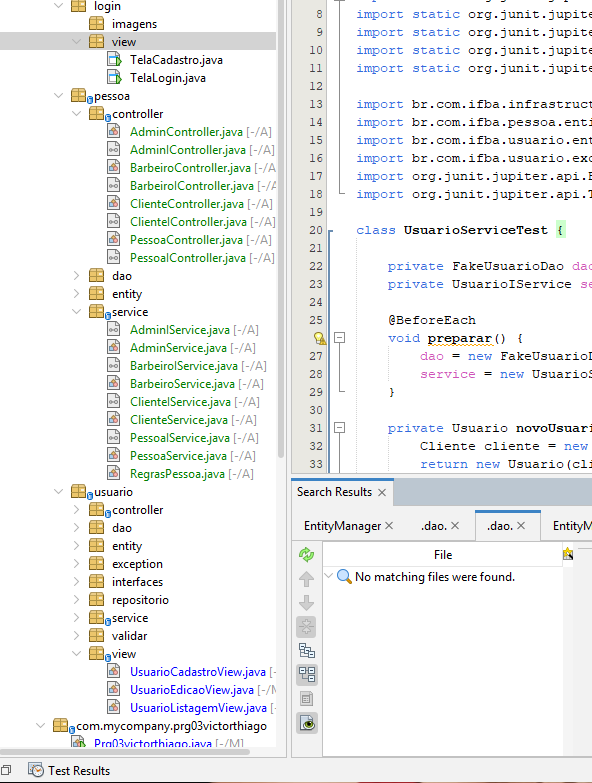 login
imagens
view
TelaCadastro.java
TelaLogin.java
pessoa
controller
AdminController.java [-/A]
AdminIController.java [-/A]
BarbeiroController.java [-/A]
BarbeiroIController.java [-/A
ClienteController.java [-/A]
ClienteIController.java [-/A]
PessoaController.java [-/A]
PessoaIController.java [-/A]
dao
entity
service
AdminIService.java [-/A]
AdminService.java [-/A]
BarbeiroIService.java [-/A]
BarbeiroService.java [-/A]
ClienteIService.java [-/A]
ClienteService.java [-/A]
PessoaIService.java [-/A]
PessoaService.java [-/A]
RegrasPessoa.java [-/A]
usuario
controller
dao
entity
exception
interfaces
repositorio
service
validar
view
UsuarioCadastroView.java [
UsuarioEdicaoView.java [-/M
UsuarioListagemView.java [-
com.mycompany.prg03victorthiago
Prg03victorthiago.java [-/M]
8 import static org.junit.jupite
9 import static org.junit.jupite
10 import static org.junit.jupite
11 import static org.junit.jupite
12
13 import br.com.ifba.infrastruct
14 import br.com.ifba.pessoa.enti
15 import br.com.ifba.usuario.ent
16 import br.com.ifba.usuario.exc
17 import org.junit.jupiter.api.B
18 import org.junit.jupiter.api.T
19
20 class UsuarioServiceTest {
21
22 private FakeUsuarioDao dao
23 private UsuarioIService se
24
25 @BeforeEach
void preparar() {
27 dao = new FakeUsuarioD
28 service = new UsuarioS
29 }
30
31 private Usuario novoUsuari
32 Cliente cliente = new
33 return new Usuario(cli
Search Results
EntityManager
.dao.
.dao.
EntityM
File
No matching files were found.
Test Results